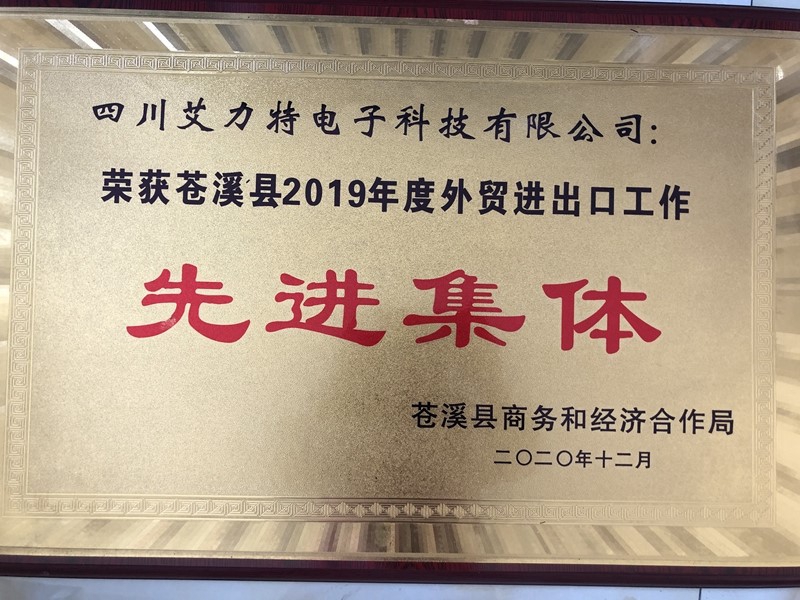 四川艾力特电子科技有限公司:
荣获苍溪县2019年度外贸进出口工作
先进集体
苍溪县商务和经济合作局
二〇二〇年十二月